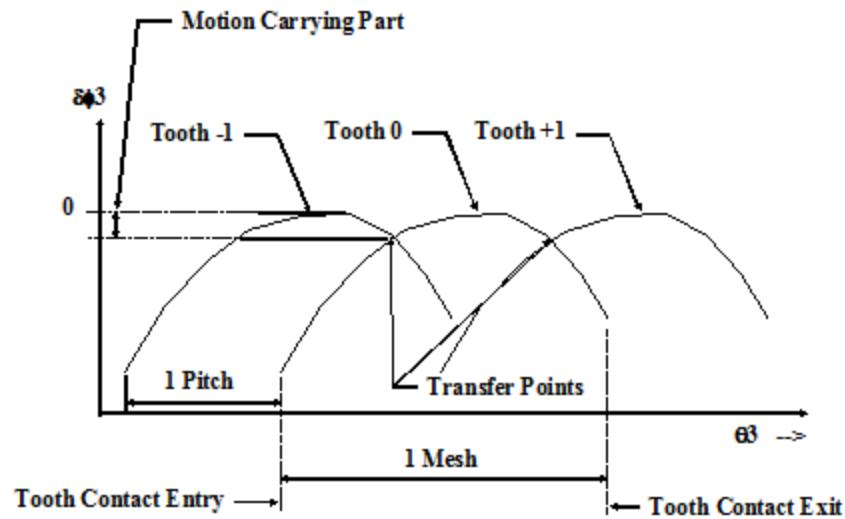 Motion Carrying Part
δϕ3
Tooth -1
Tooth 0
Tooth +1
0
1 Pitch
Transfer Points
θ3 -->
1 Mesh
Tooth Contact Entry
Tooth Contact Exit